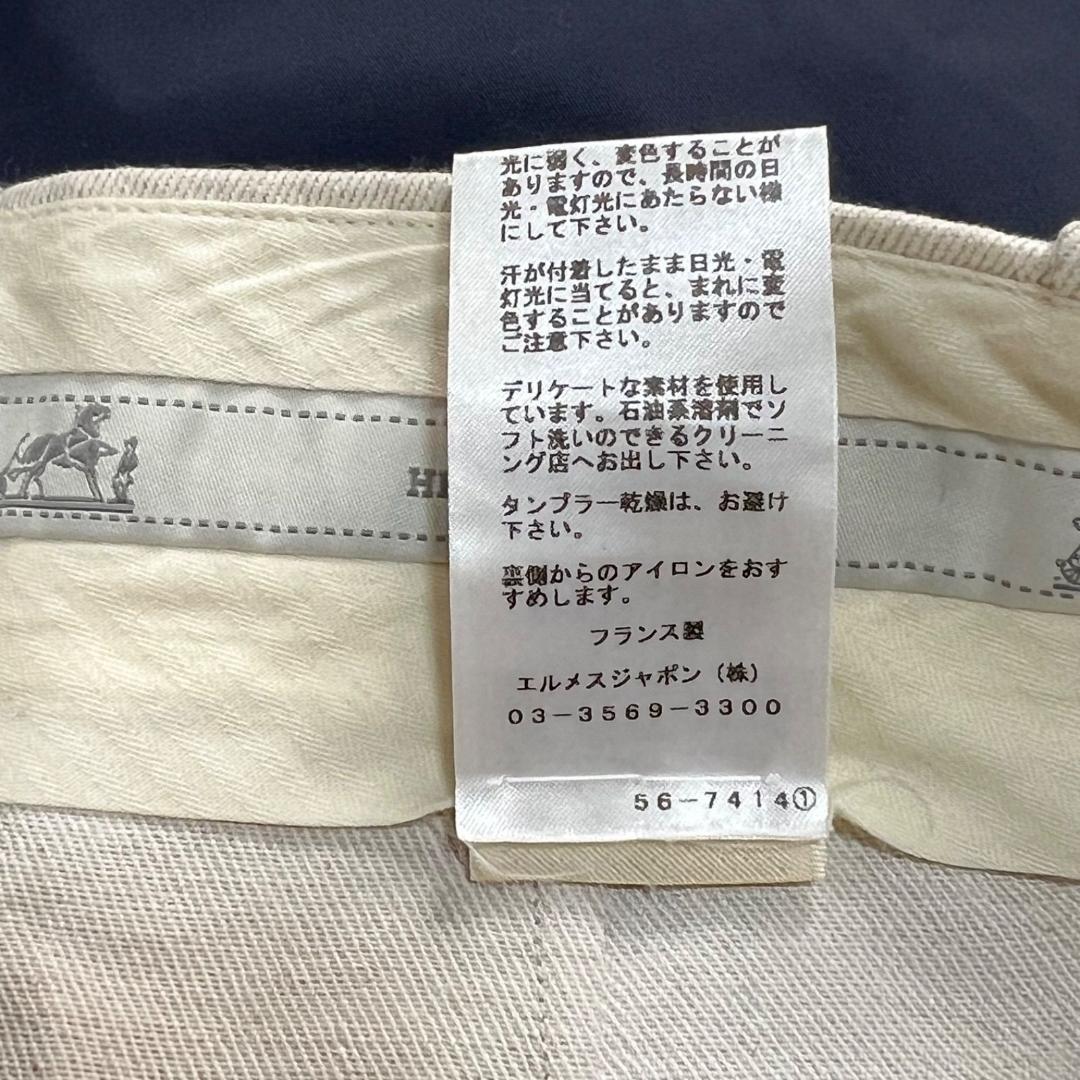 光に弱く、変色することが
ありますので、長時間の日
光・電灯光にあたらない様
にして下さい。
汗が付着したまま日光・電
灯光に当てると、まれに変
色することがありますので
ご注意下さい。
デリケートな素材を使用し
ています。石油系溶剤でソ
フト洗いのできるクリーニ
ング店へお出し下さい。
タンブラー乾燥は、お避け
下さい。
裏側からのアイロンをおす
すめします。
フランス製
エルメスジャポン（株）
03-3569-3300
56-7414①